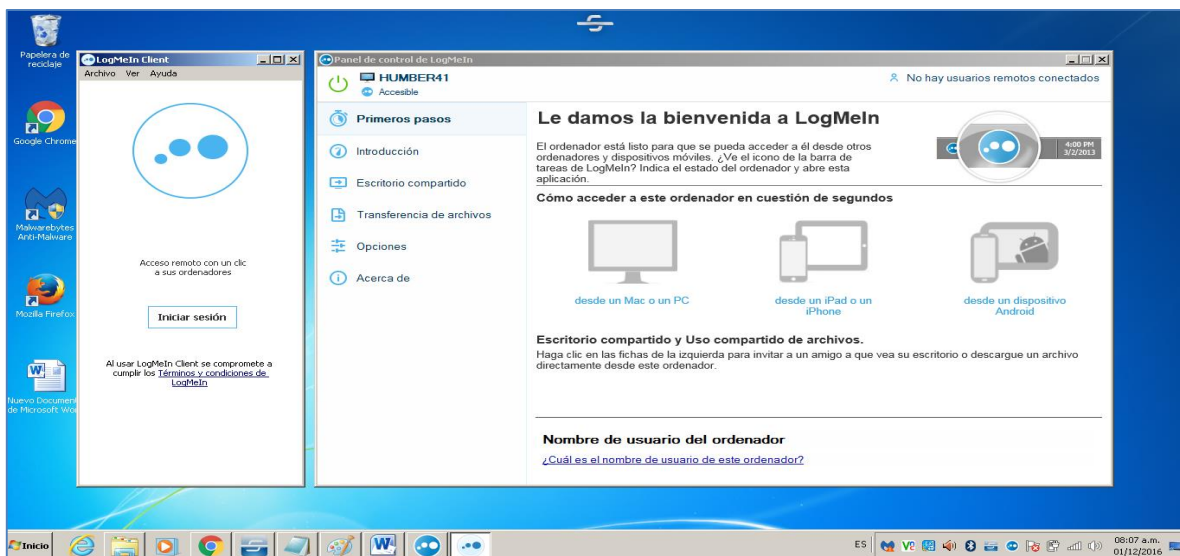 Papelera de
reciclaje
Google Chrome
Malwarebytes
Anti-Malware
Mozilla Firefox
Nuevo Document
de Microsoft Wor
LogMeIn Client
Archivo Ver Ayuda
Acceso remoto con un clic
a sus ordenadores
Iniciar sesión
Al usar LogMeIn Client se compromete a
cumplir los Términos y condiciones de
LogMeIn
Panel de control de LogMeIn
HUMBER41
Accesible
No hay usuarios remotos conectados
Primeros pasos
Introducción
Escritorio compartido
Transferencia de archivos
Opciones
Acerca de
Le damos la bienvenida a LogMeIn
El ordenador está listo para que se pueda acceder a él desde otros
ordenadores y dispositivos móviles. ¿Ve el icono de la barra de
tareas de LogMeIn? Indica el estado del ordenador y abre esta
aplicación.
4:00 PM
3/2/2013
Cómo acceder a este ordenador en cuestión de segundos
desde un Mac o un PC
desde un iPad o un
iPhone
desde un dispositivo
Android
Escritorio compartido y Uso compartido de archivos.
Haga clic en las fichas de la izquierda para invitar a un amigo a que vea su escritorio o descargue un archivo
directamente desde este ordenador.
Nombre de usuario del ordenador
¿Cuál es el nombre de usuario de este ordenador?
Inicio
ES
08:07 a.m.
01/12/2016